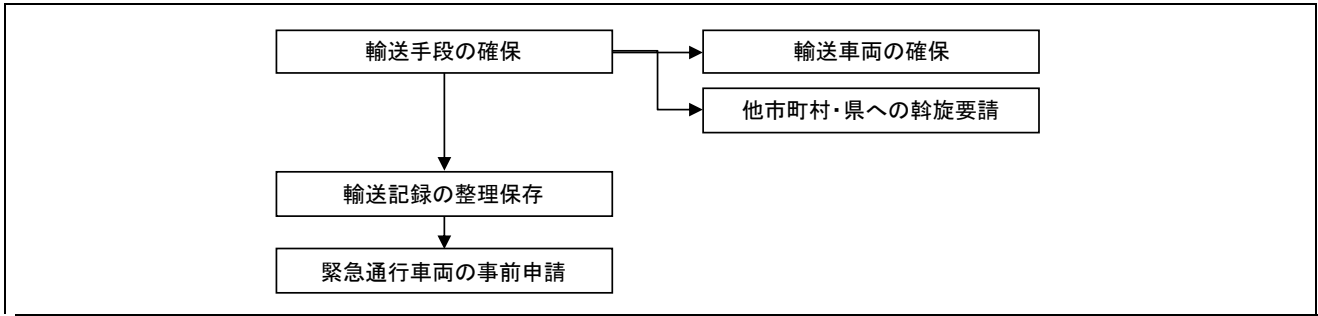 輸送手段の確保
輸送車両の確保
他市町村・県への斡旋要請
輸送記録の整理保存
緊急通行車両の事前申請